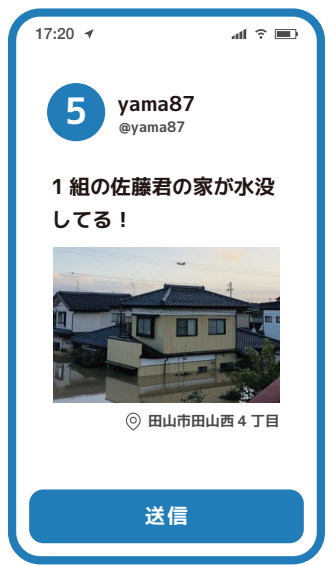 17:20
5
yama87
@yama87
1組の佐藤君の家が水没
してる！
田山市田山西4丁目
送信